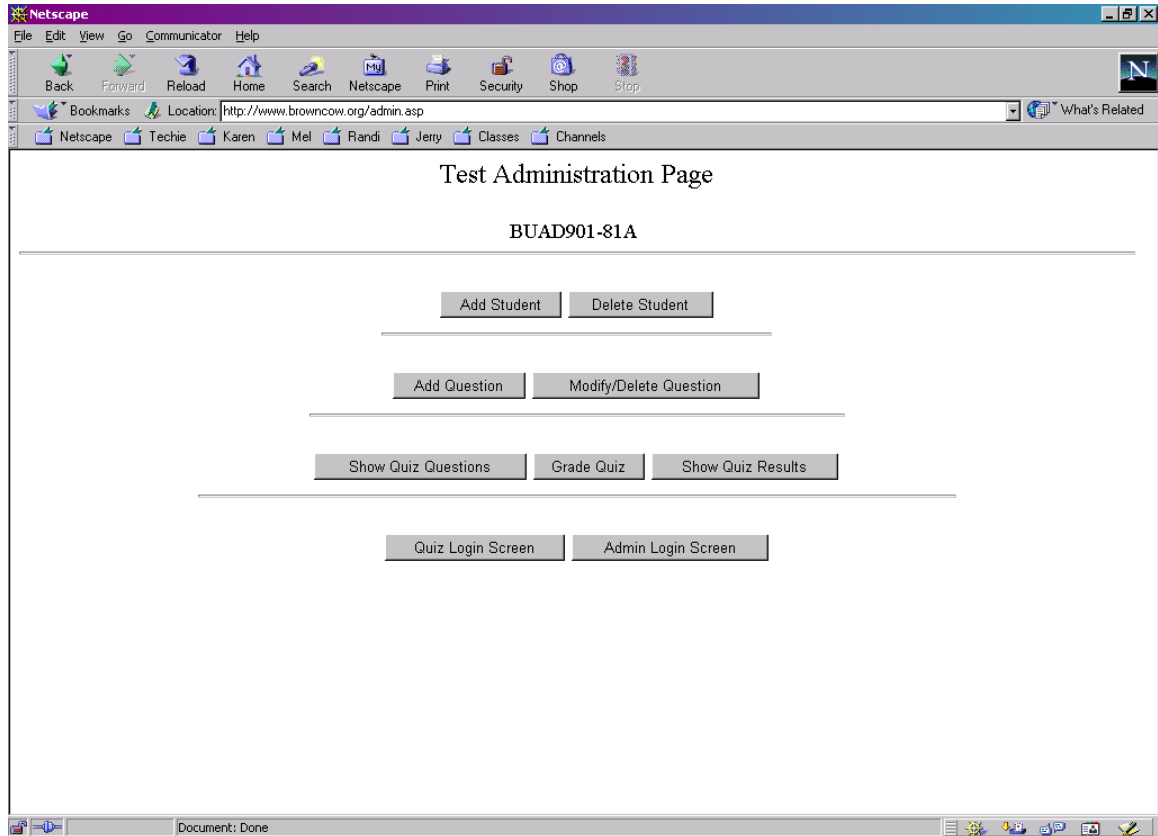 Netscape
File Edit View Go Communicator Help
My
Back Forward Reload Home Search Netscape Print Security Shop Stop
N
Bookmarks Location: http://www.browncow.org/admin.asp What's Related
Netscape Techie Karen Mel Randi Jerry Classes Channels
Test Administration Page
BUAD901-81A
Add Student Delete Student
Add Question Modify/Delete Question
Show Quiz Questions Grade Quiz Show Quiz Results
Quiz Login Screen Admin Login Screen
Document: Done